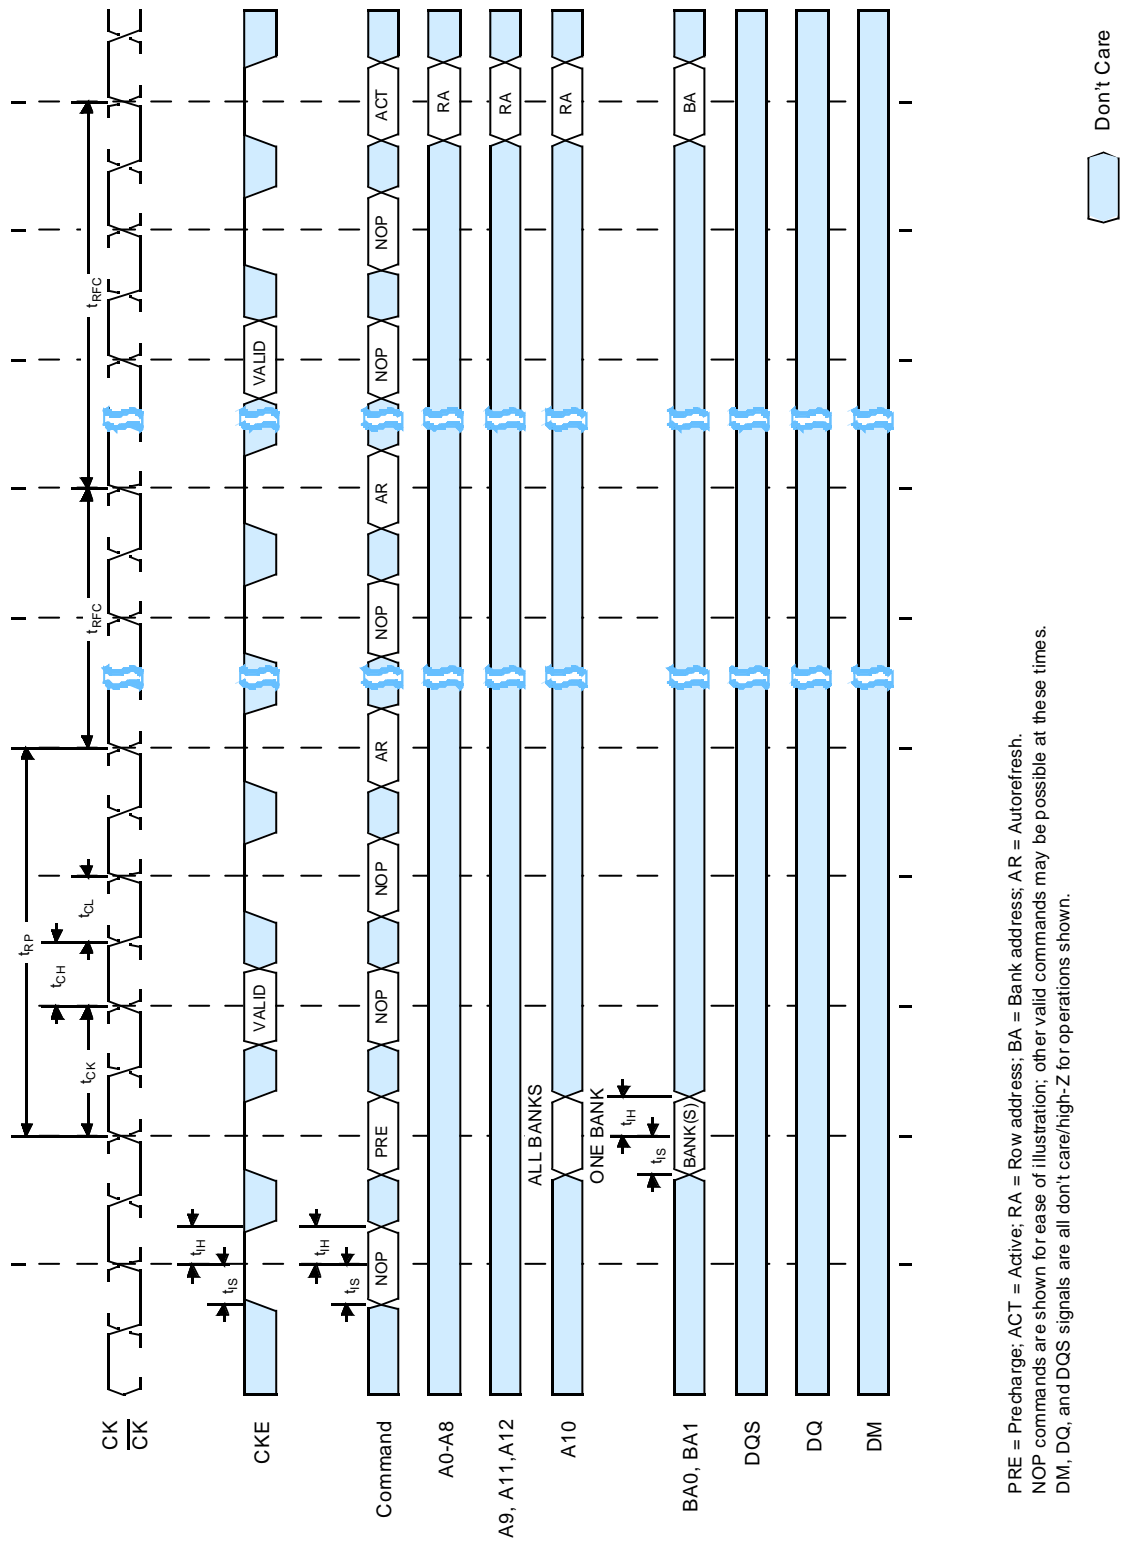 tRP
tCH
tCK
tCL
tRFC
tRFC
CK
CK
tIH
tIS
CKE
VALID
VALID
tIH
tIS
Command
NOP
PRE
NOP
NOP
AR
NOP
AR
NOP
NOP
ACT
A0-A8
RA
A9, A11,A12
RA
ALL BANKS
A10
RA
ONE BANK
tIH
tIS
BA0, BA1
BANK(S)
BA
DQS
DQ
DM
PRE = Precharge; ACT = Active; RA = Row address; BA = Bank address; AR = Autorefresh.
NOP commands are shown for ease of illustration; other valid commands may be possible at these times.
DM, DQ, and DQS signals are all don't care/high-Z for operations shown.
Don't Care